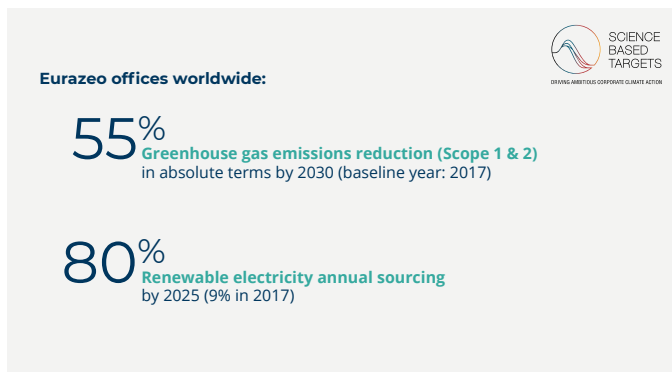 SCIENCE
BASED
TARGETS
DRIVING AMBITIOUS CORPORATE CLIMATE ACTION
Eurazeo offices worldwide:
55%
Greenhouse gas emissions reduction (Scope 1 & 2)
in absolute terms by 2030 (baseline year: 2017)
80%
Renewable electricity annual sourcing
by 2025 (9% in 2017)